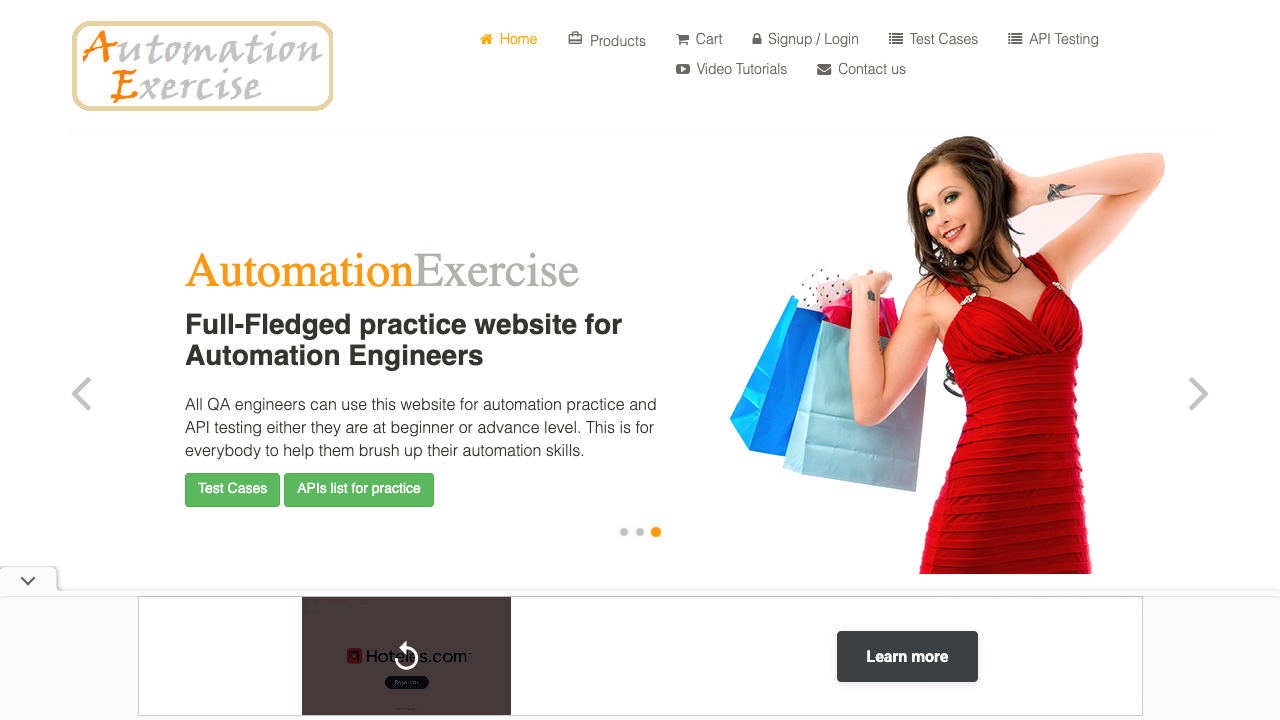 Automation
Exercise
Home
Products
Cart
Signup / Login
Test Cases
API Testing
Video Tutorials
Contact us
AutomationExercise
Full-Fledged practice website for
Automation Engineers
All QA engineers can use this website for automation practice and
API testing either they are at beginner or advance level. This is for
everybody to help them brush up their automation skills.
Test Cases
APIs list for practice
Hoteles.com
Learn more